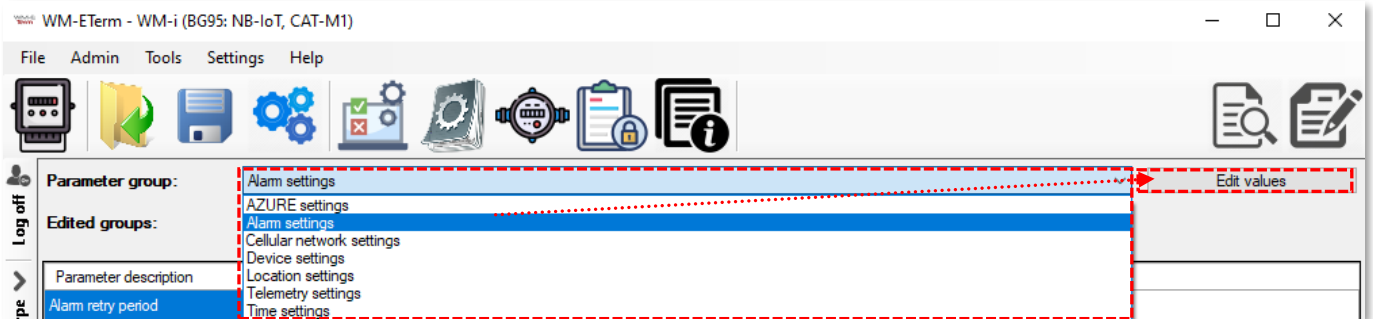 WM-ETerm - WM-i (BG95: NB-IoT, CAT-M1)
File Admin Tools Settings Help
Parameter group: Alarm settings Edit values
AZURE settings
Edited groups: Alarm settings
Cellular network settings
Device settings
Parameter description Location settings
Telemetry settings
Alarm retry period Time settings
Log off